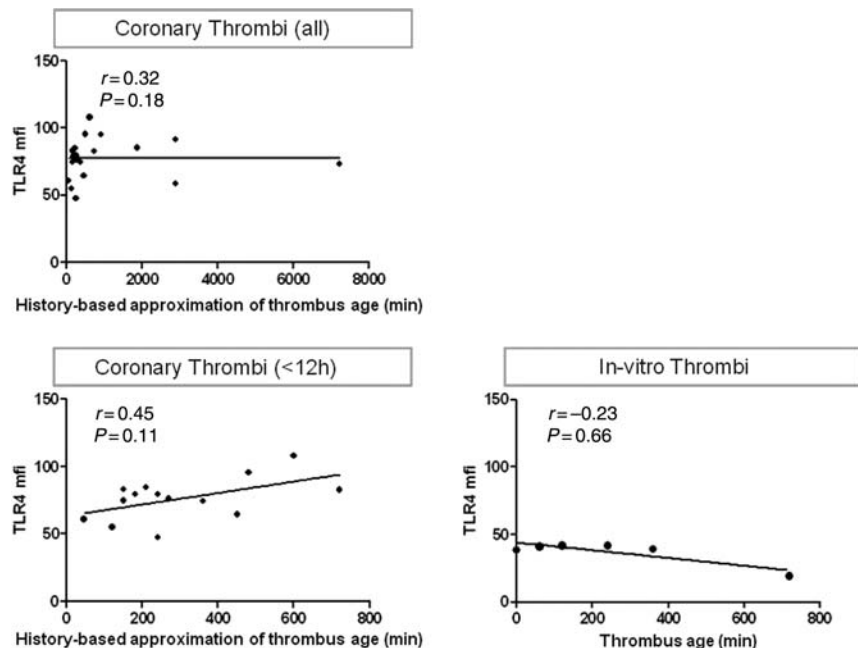 Coronary Thrombi (all)
150
r=0.32
P=0.18
100
TLR4 mfi
50
0
0 2000 4000 6000 8000
History-based approximation of thrombus age (min)
Coronary Thrombi (<12h)
150
r=0.45
P=0.11
100
TLR4 mfi
50
0
0 200 400 600 800
History-based approximation of thrombus age (min)
In-vitro Thrombi
150
r=−0.23
P=0.66
100
TLR4 mfi
50
0
0 200 400 600 800
Thrombus age (min)